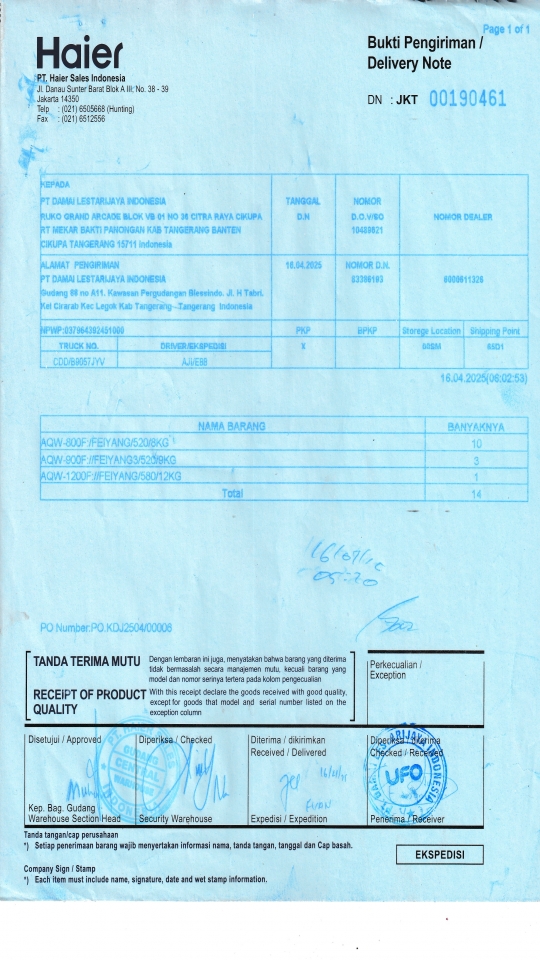 Page 1 of 1
Haier
Bukti Pengiriman /
Delivery Note
PT. Haier Sales Indonesia
Jl. Danau Sunter Barat Blok A III; No. 38 - 39
Jakarta 14350
Telp : (021) 6505668 (Hunting)
Fax : (021) 6512556
DN : JKT 00190461
KEPADA
PT DAMAI LESTARIJAYA INDONESIA TANGGAL NOMOR
RUKO GRAND ARCADE BLOK VB 01 NO 36 CITRA RAYA CIKUPA D.N D.O.V/SO NOMOR DEALER
RT MEKAR BAKTI PANONGAN KAB TANGERANG BANTEN
CIKUPA TANGERANG 15711 Indonesia
ALAMAT PENGIRIMAN 16.04.2025 NOMOR D.N.
PT DAMAI LESTARIJAYA INDONESIA
Kel Cirarab Kec Legok Kab Tangerang--Tangerang Indonesia
PKP BPKP Storage Location Shipping Point
TRUCK NO. DRIVER/EKSPEDISI X
16.04.2025(06:02:53)
NAMA BARANG BANYAKNYA
AQW-800F://FEIYANG/520/8KG 10
AQW-900F://FEIYANG3/520/9KG 3
AQW-1200F://FEIYANG/580/12KG 1
Total 14
PO Number:PO.KDJ2504/00006
TANDA TERIMA MUTU
Dengan lembaran ini juga, menyatakan bahwa barang yang diterima
tidak bermasalah secara manajemen mutu, kecuali barang yang
model dan nomor serinya tertera pada kolom pengecualian
RECEIPT OF PRODUCT
QUALITY
With this receipt declare the goods received with good quality,
except for goods that model and serial number listed on the
exception column
Perkecualian /
Exception
Disetujui / Approved
Diperiksa / Checked
Diterima / dikirimkan
Received / Delivered
Diperiksa / diterima
Checked / Received
CENTRAL
UFO
Kep. Bag. Gudang
Warehouse Section Head
Security Warehouse
Expedisi / Expedition
Penerima / Receiver
Tanda tangan/cap perusahaan
*) Setiap penerimaan barang wajib menyertakan informasi nama, tanda tangan, tanggal dan Cap basah.
EKSPEDISI
Company Sign / Stamp
*) Each item must include name, signature, date and wet stamp information.